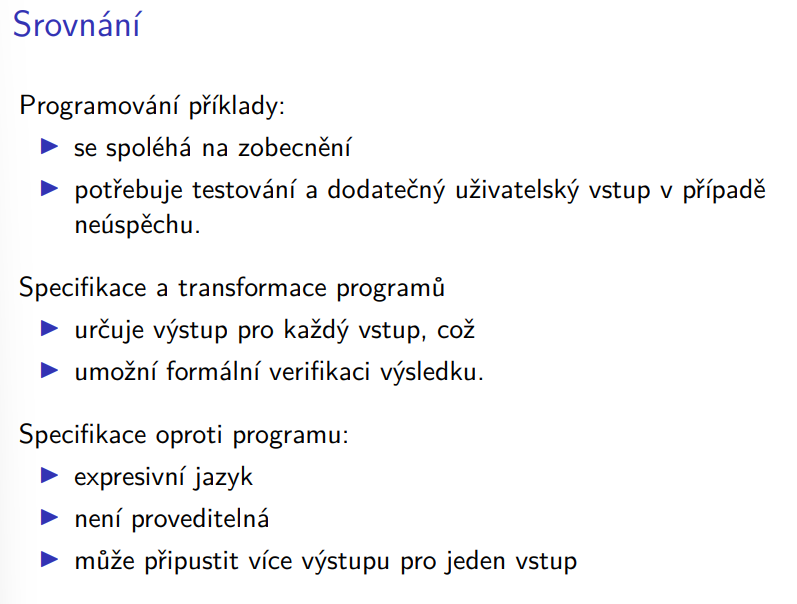 Srovnání
Programování příklady:
se spoléhá na zobecnění
potřebuje testování a dodatečný uživatelský vstup v případě
neúspěchu.
Specifikace a transformace programů
určuje výstup pro každý vstup, což
umožní formální verifikaci výsledku.
Specifikace oproti programu:
expresivní jazyk
není proveditelná
může připustit více výstupu pro jeden vstup